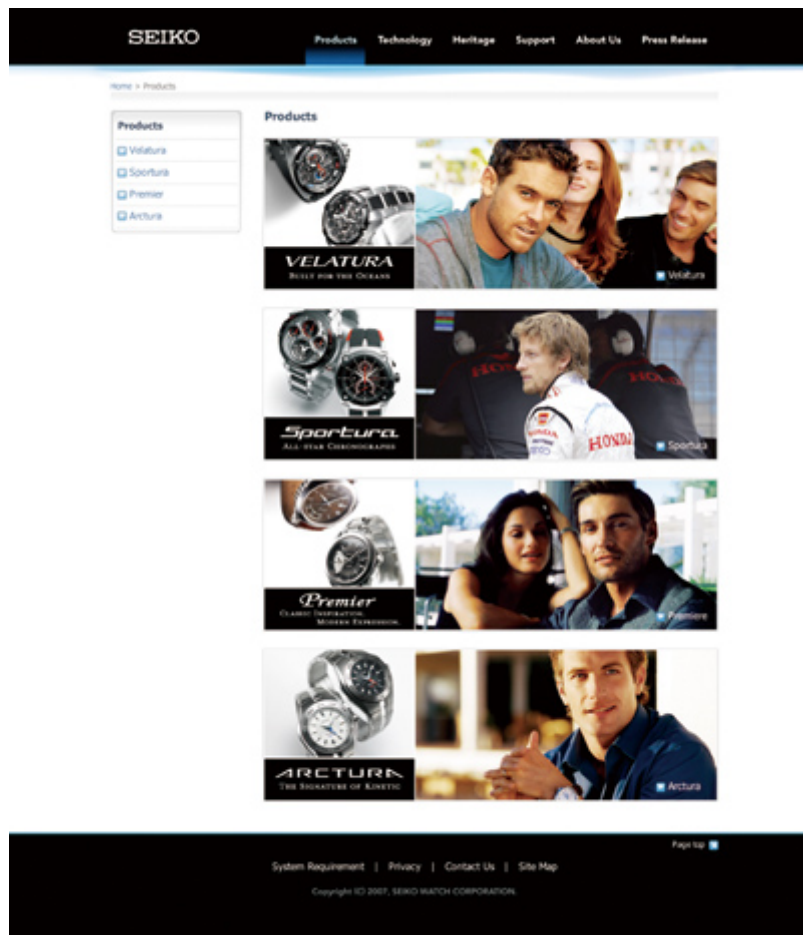 SEIKO
Products Technology Heritage Support About Us Press Release
Home > Products
Products
Velatura
Sportura
Premier
Arctura
Products
VELATURA
BUILT FOR THE OCEANS
Velatura
Sportura
ALL-STAR CHRONOGRAPHS
HONDA
HONDA
Sportura
Premier
CLASSIC INSPIRATION.
MODERN EXPRESSION.
Premiere
ARCTURA
THE SIGNATURE OF KINETIC
Arctura
Page top
System Requirement | Privacy | Contact Us | Site Map
Copyright (C) 2007, SEIKO WATCH CORPORATION.